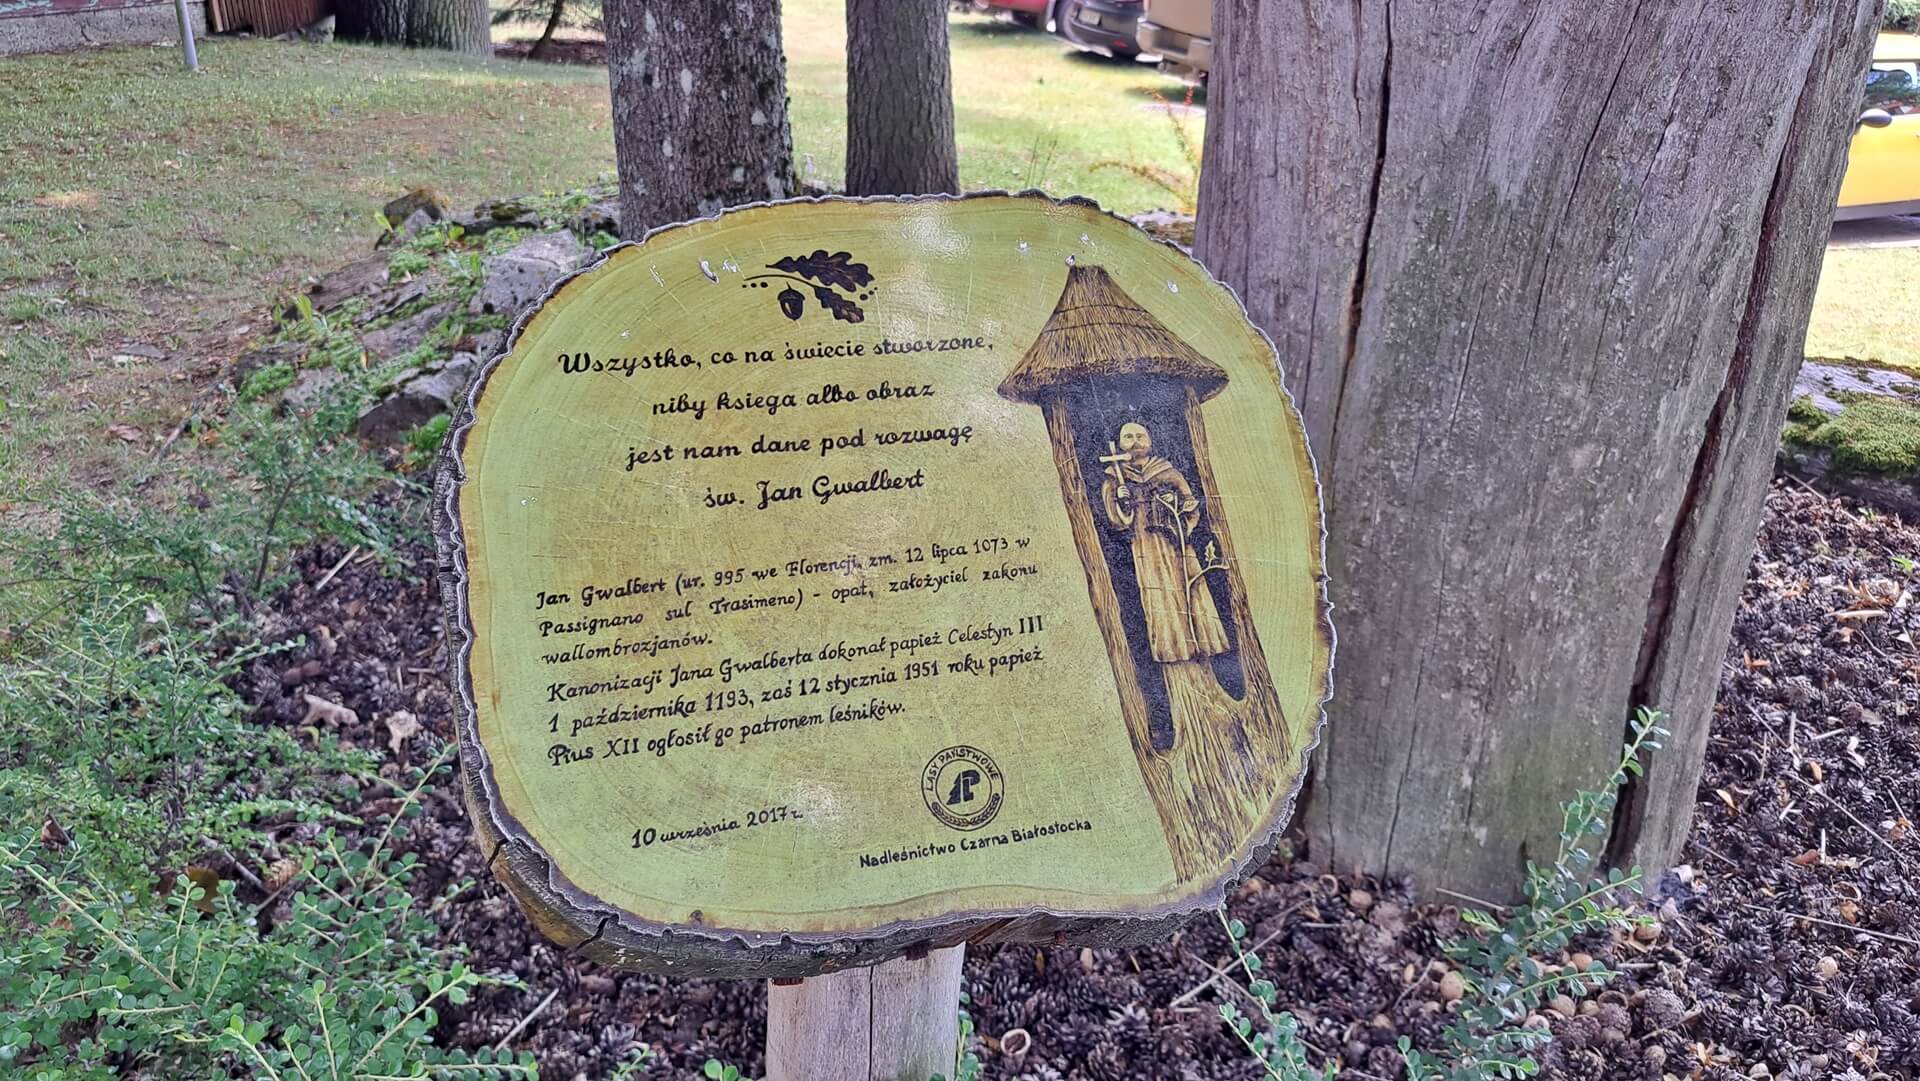 Wszystko, co na świecie stworzone,
niby księga albo obraz
jest nam dane pod rozwagę
św. Jan Gwalbert
Jan Gwalbert (ur. 995 we Florencji, zm. 12 lipca 1073 w
Passignano sul Trasimeno) - opat, założyciel zakonu
wallombrozjanów.
Kanonizacji Jana Gwalberta dokonał papież Celestyn III
1 października 1193, zaś 12 stycznia 1951 roku papież
Pius XII ogłosił go patronem leśników.
LASY PAŃSTWOWE
10 września 2017 r.
Nadleśnictwo Czarna Białostocka